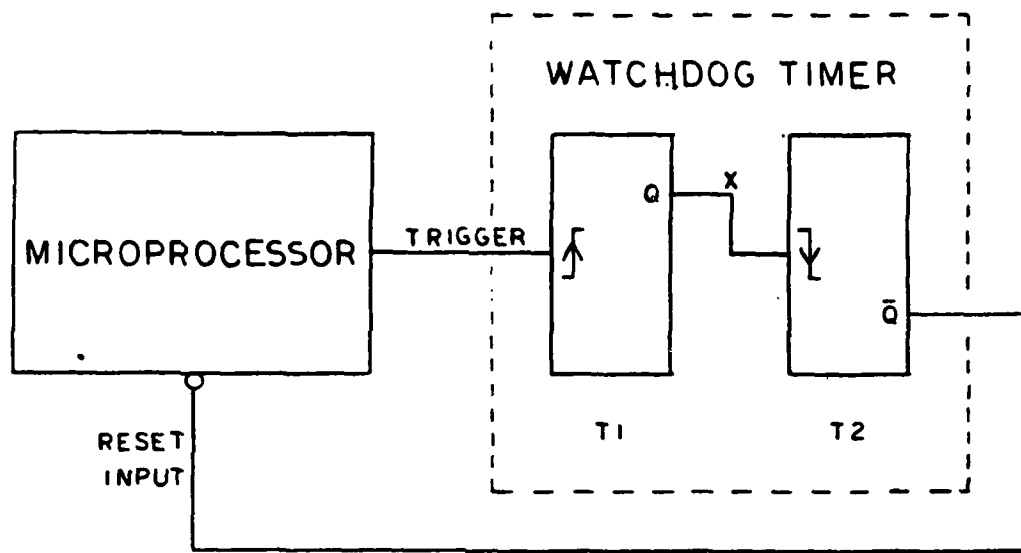 WATCHDOG TIMER
MICROPROCESSOR
TRIGGER
Q
X
Q̅
T1
T2
RESET
INPUT